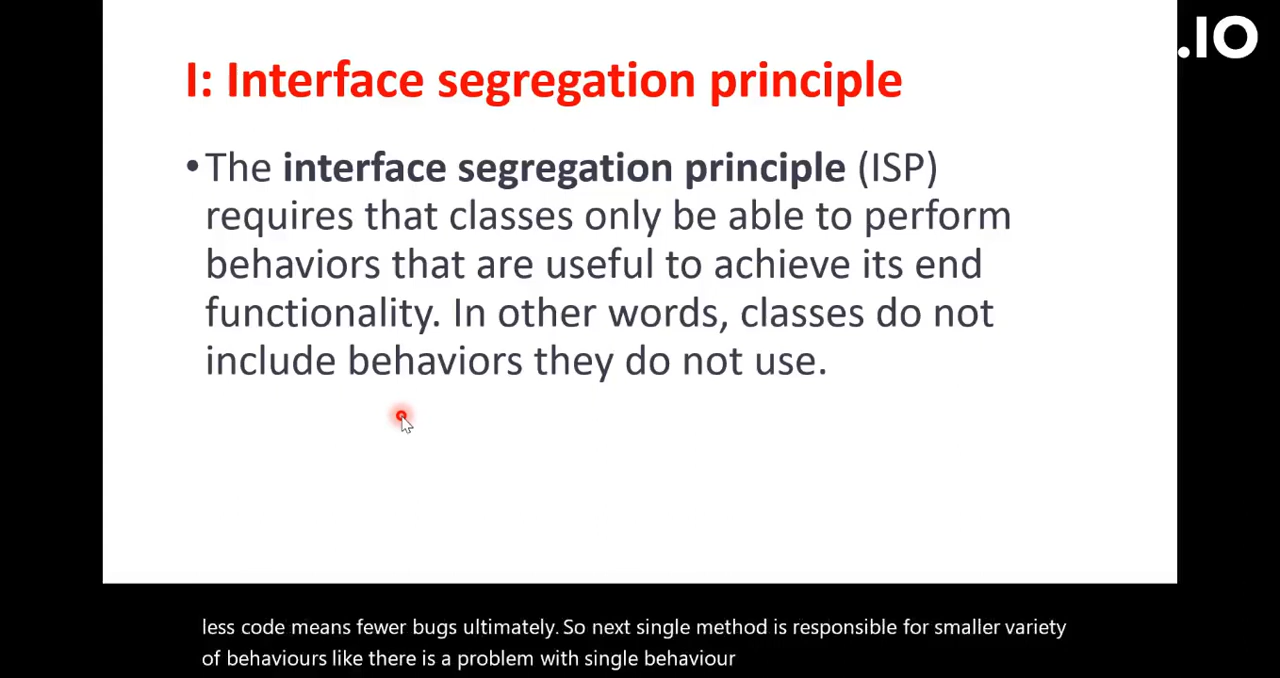 .IO
I: Interface segregation principle
•The interface segregation principle (ISP)
requires that classes only be able to perform
behaviors that are useful to achieve its end
functionality. In other words, classes do not
include behaviors they do not use.
less code means fewer bugs ultimately. So next single method is responsible for smaller variety
of behaviours like there is a problem with single behaviour